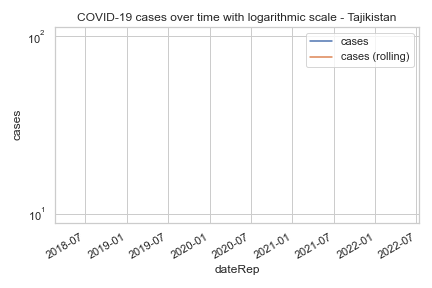 COVID-19 cases over time with logarithmic scale - Tajikistan
cases
cases (rolling)
10²
10¹
cases
2018-07
2019-01
2019-07
2020-01
2020-07
2021-01
2021-07
2022-01
2022-07
dateRep